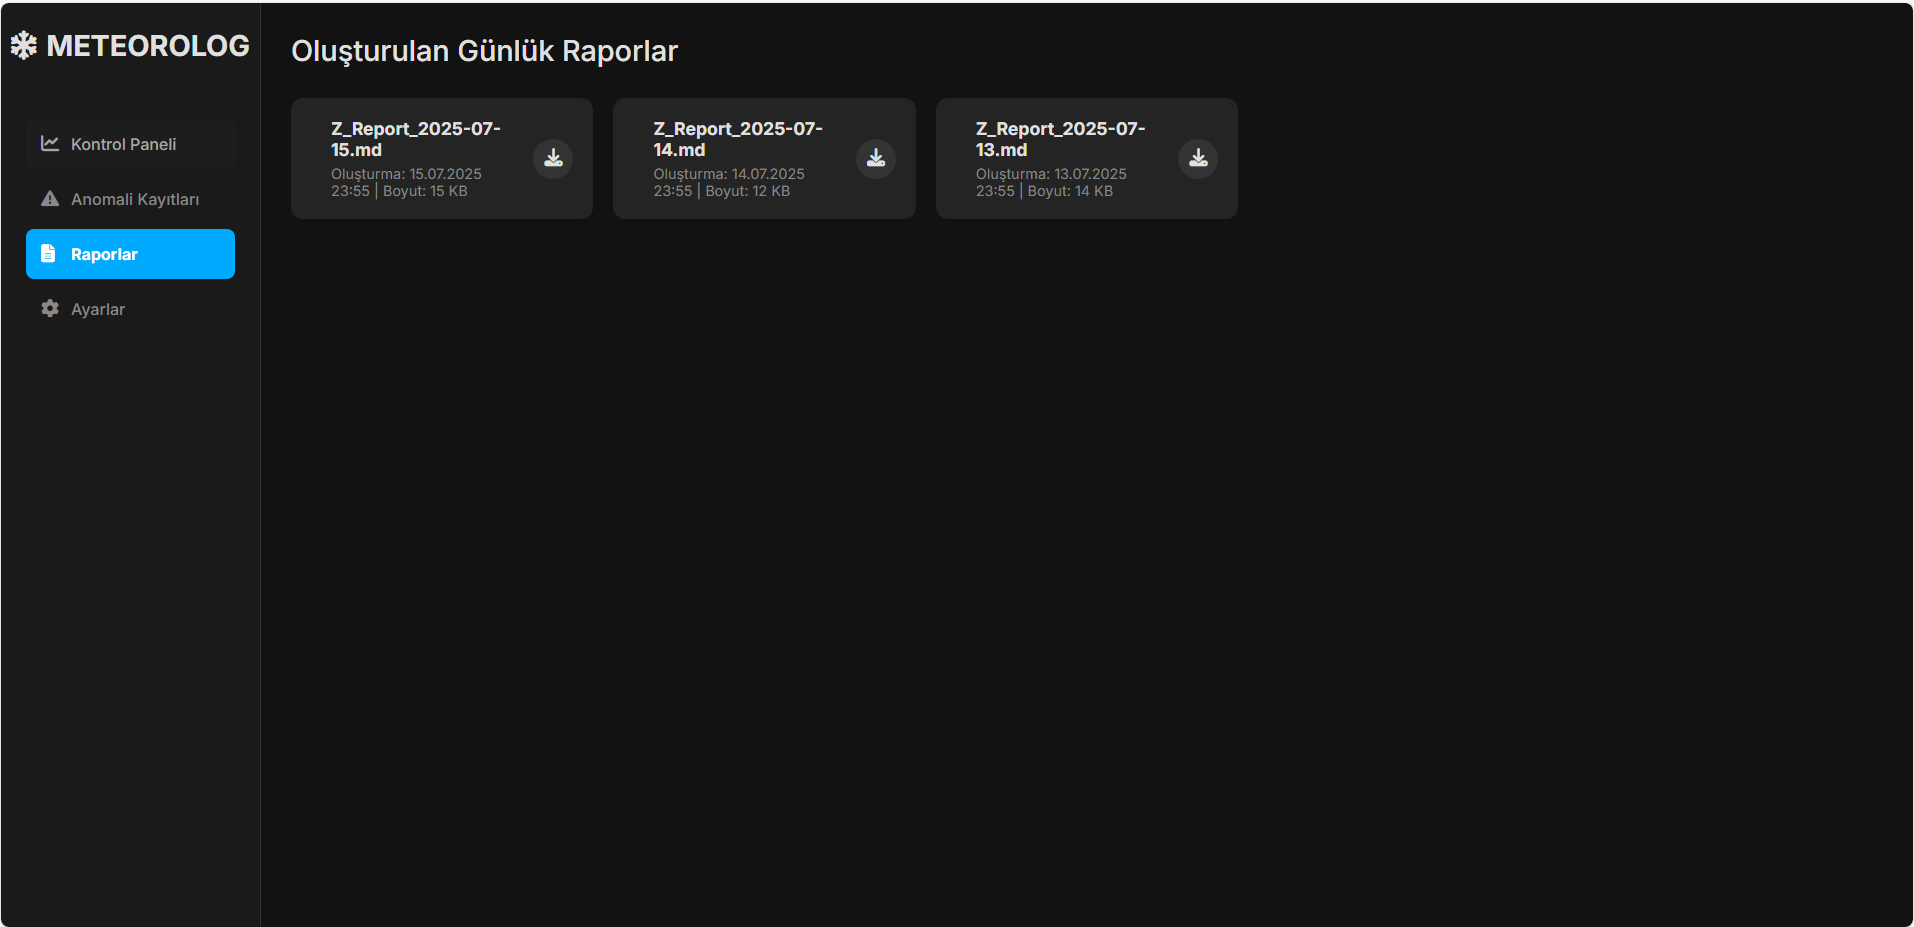 METEOROLOG
Kontrol Paneli
Anomali Kayıtları
Raporlar
Ayarlar
Oluşturulan Günlük Raporlar
Z_Report_2025-07-
15.md
Oluşturma: 15.07.2025
23:55 | Boyut: 15 KB
Z_Report_2025-07-
14.md
Oluşturma: 14.07.2025
23:55 | Boyut: 12 KB
Z_Report_2025-07-
13.md
Oluşturma: 13.07.2025
23:55 | Boyut: 14 KB